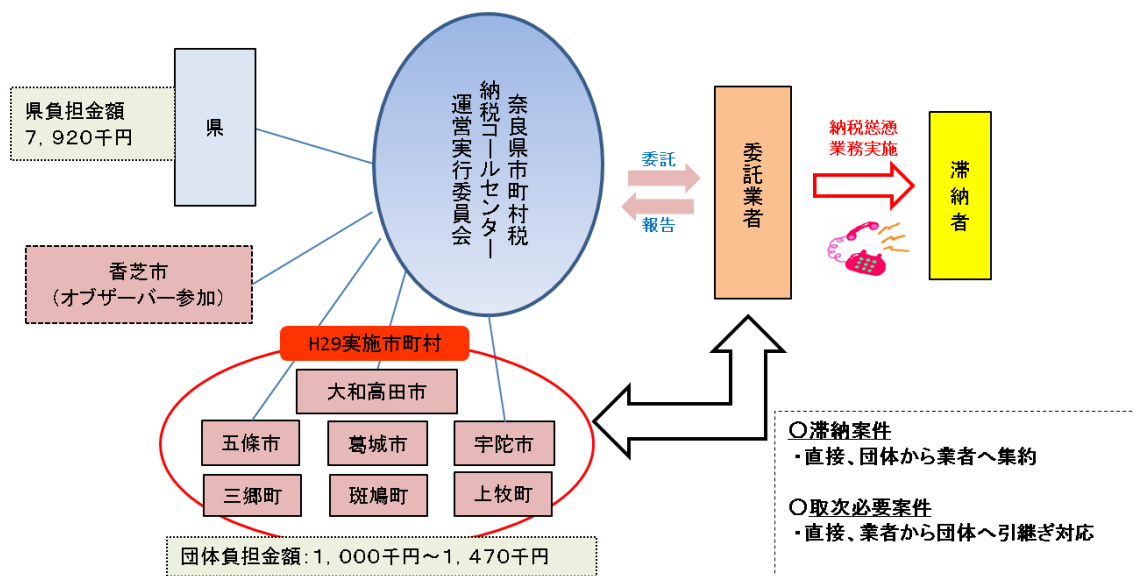 県負担金額
7，920千円
県
奈良県市町村税
納税コールセンター
運営実行委員会
委託
報告
委託業者
納税慫慂
業務実施
滞納者
香芝市
（オブザーバー参加）
H29実施市町村
大和高田市
五條市
葛城市
宇陀市
三郷町
斑鳩町
上牧町
団体負担金額：1，000千円～1，470千円
〇滞納案件
・直接、団体から業者へ集約
〇取次必要案件
・直接、業者から団体へ引継ぎ対応